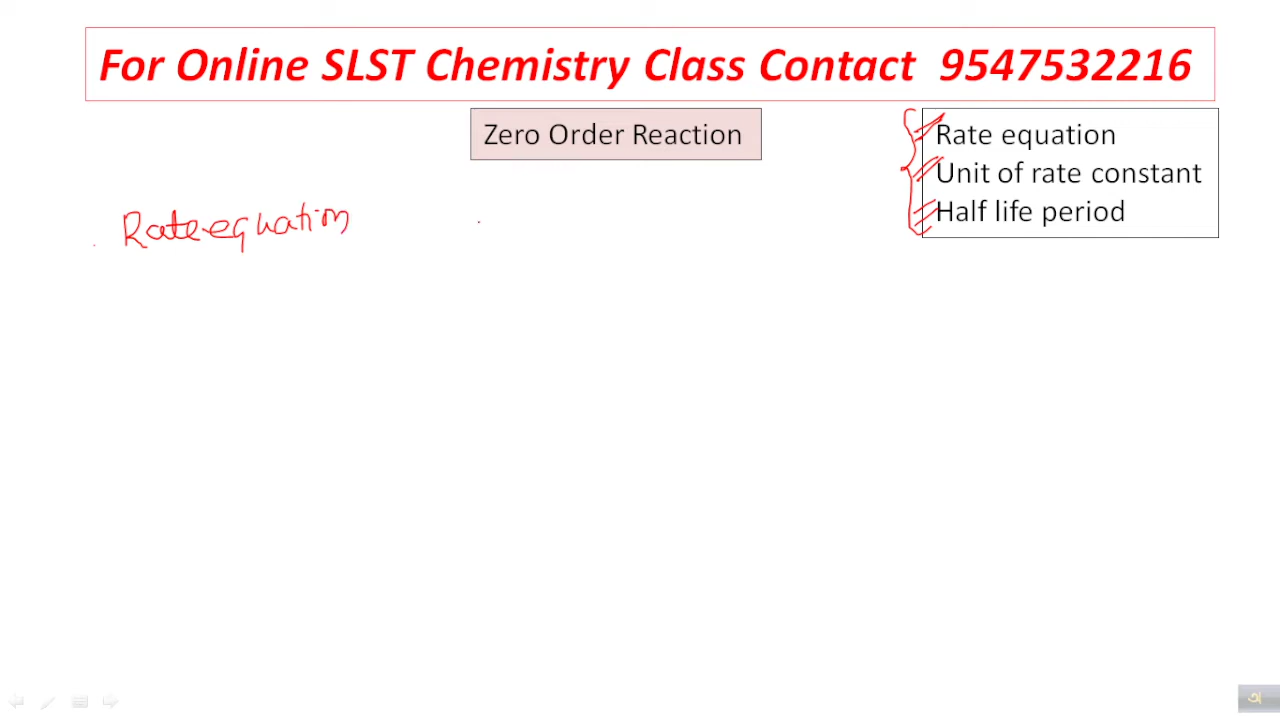 For Online SLST Chemistry Class Contact 9547532216
Zero Order Reaction
Rate equation
Unit of rate constant
Half life period
Rate equation
অ